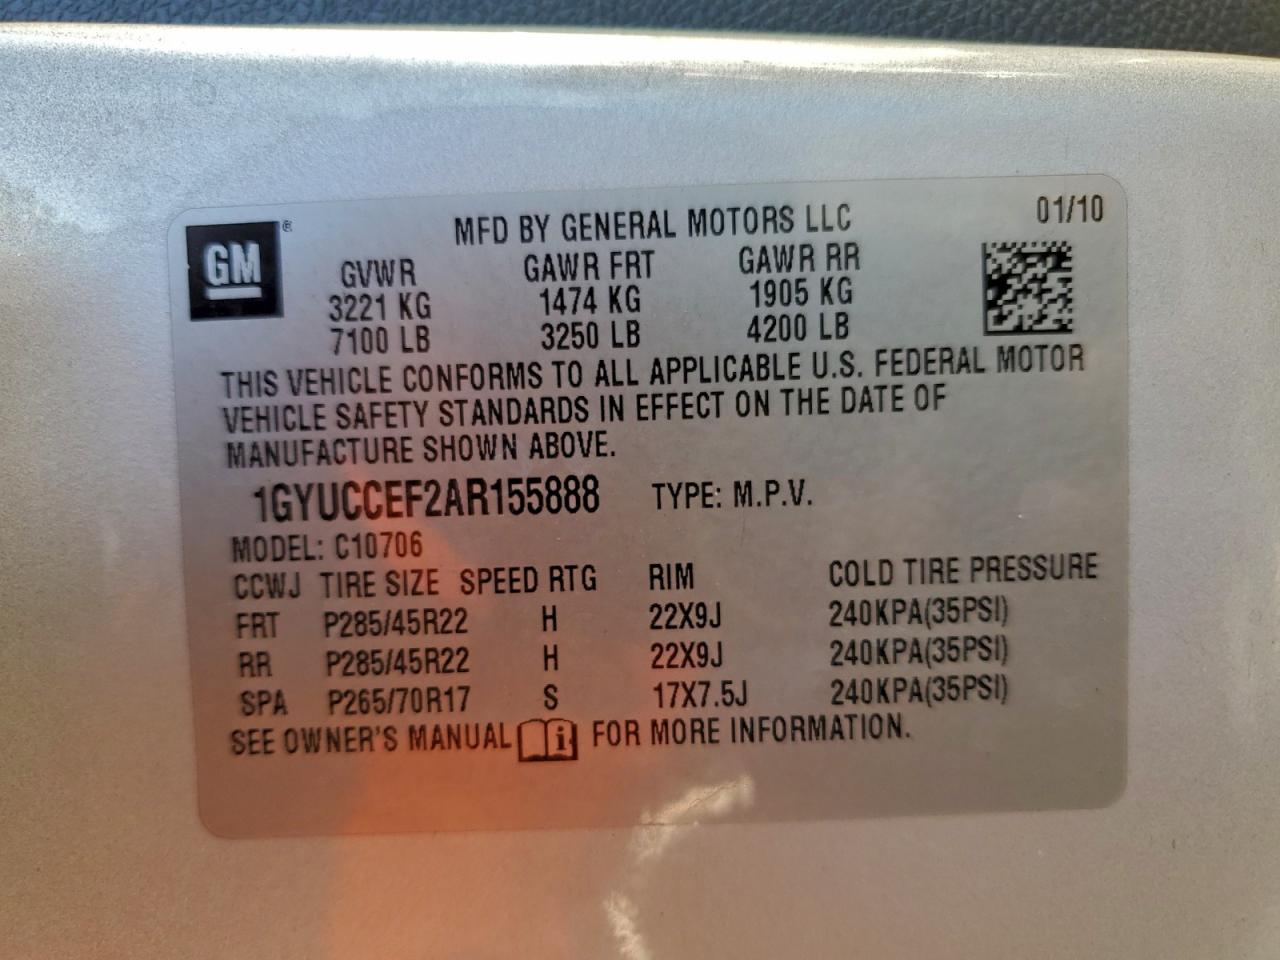 MFD BY GENERAL MOTORS LLC 01/10
GM ®
GVWR GAWR FRT GAWR RR
3221 KG 1474 KG 1905 KG
7100 LB 3250 LB 4200 LB
THIS VEHICLE CONFORMS TO ALL APPLICABLE U.S. FEDERAL MOTOR
VEHICLE SAFETY STANDARDS IN EFFECT ON THE DATE OF
MANUFACTURE SHOWN ABOVE.
1GYUCCEF2AR155888 TYPE: M.P.V.
MODEL: C10706
CCWJ TIRE SIZE SPEED RTG RIM COLD TIRE PRESSURE
FRT P285/45R22 H 22X9J 240KPA(35PSI)
RR P285/45R22 H 22X9J 240KPA(35PSI)
SPA P265/70R17 S 17X7.5J 240KPA(35PSI)
SEE OWNER'S MANUAL i FOR MORE INFORMATION.